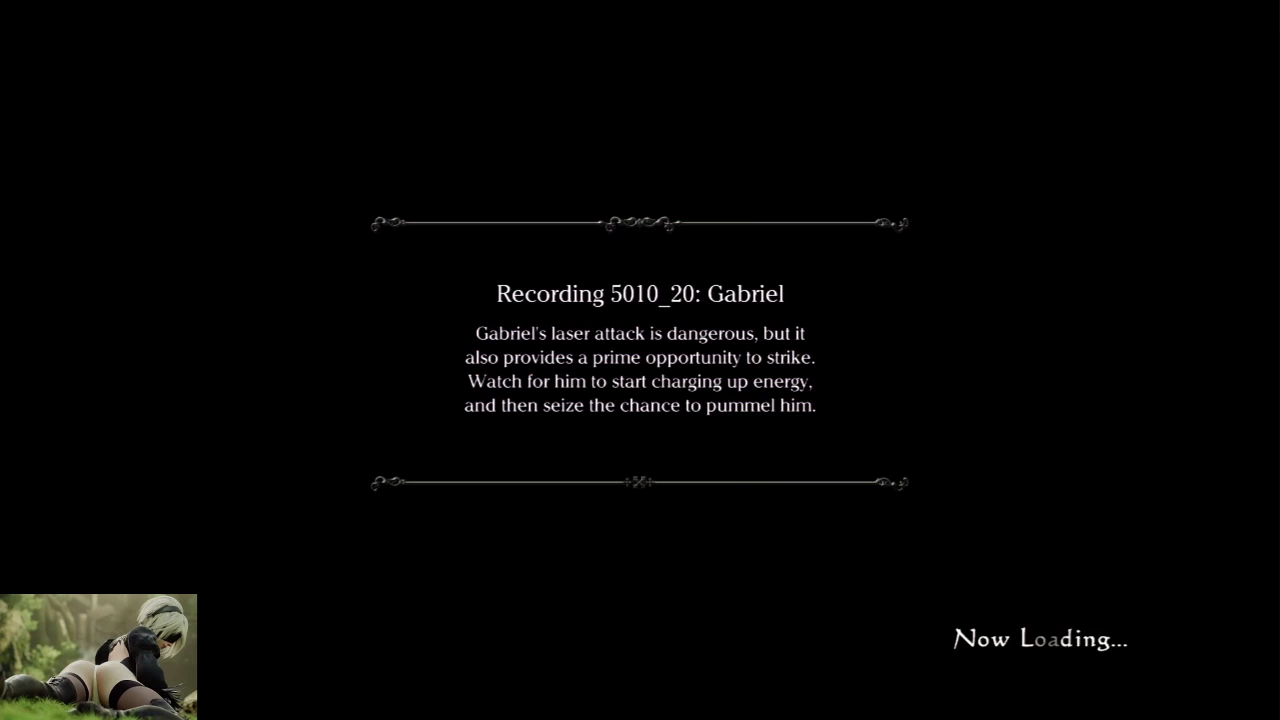 Recording 5010_20: Gabriel
Gabriel's laser attack is dangerous, but it
also provides a prime opportunity to strike.
Watch for him to start charging up energy,
and then seize the chance to pummel him.
Now Loading...